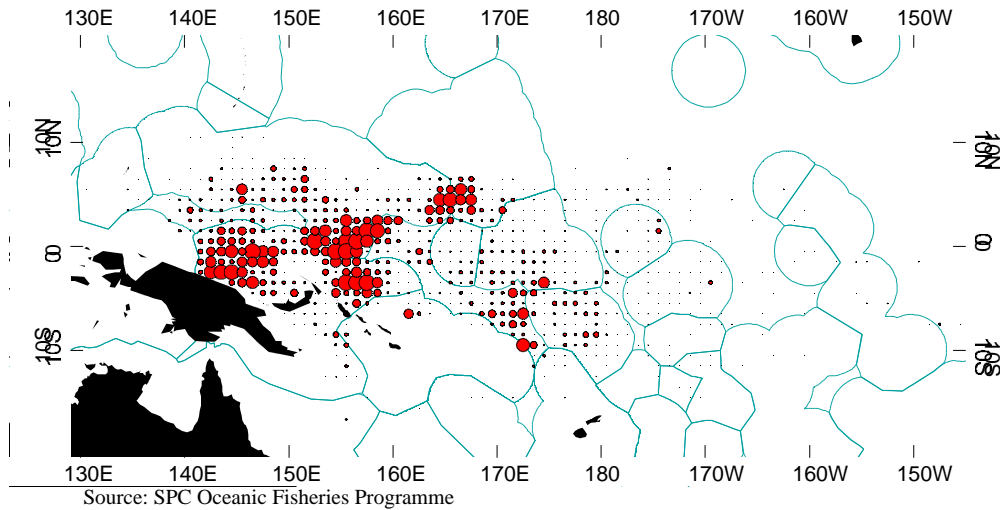 130E 140E 150E 160E 170E 180 170W 160W 150W
10N 10N
0 0
10S 10S
130E 140E 150E 160E 170E 180 170W 160W 150W
Source: SPC Oceanic Fisheries Programme